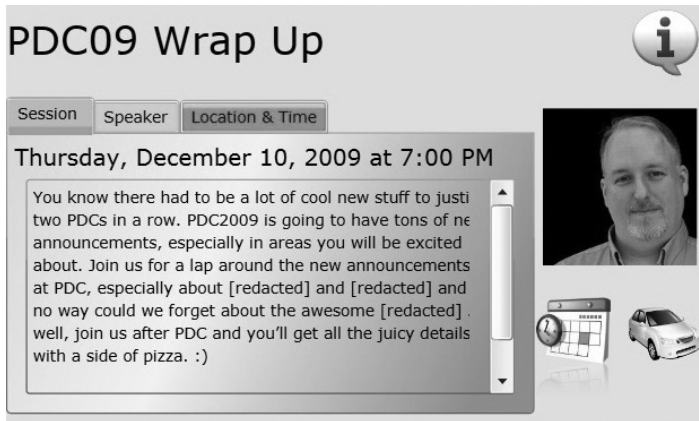 PDC09 Wrap Up
Session
Speaker
Location & Time
Thursday, December 10, 2009 at 7:00 PM
You know there had to be a lot of cool new stuff to justi
two PDCs in a row. PDC2009 is going to have tons of ne
announcements, especially in areas you will be excited
about. Join us for a lap around the new announcements
at PDC, especially about [redacted] and [redacted] and
no way could we forget about the awesome [redacted] .
well, join us after PDC and you’ll get all the juicy details
with a side of pizza. :)